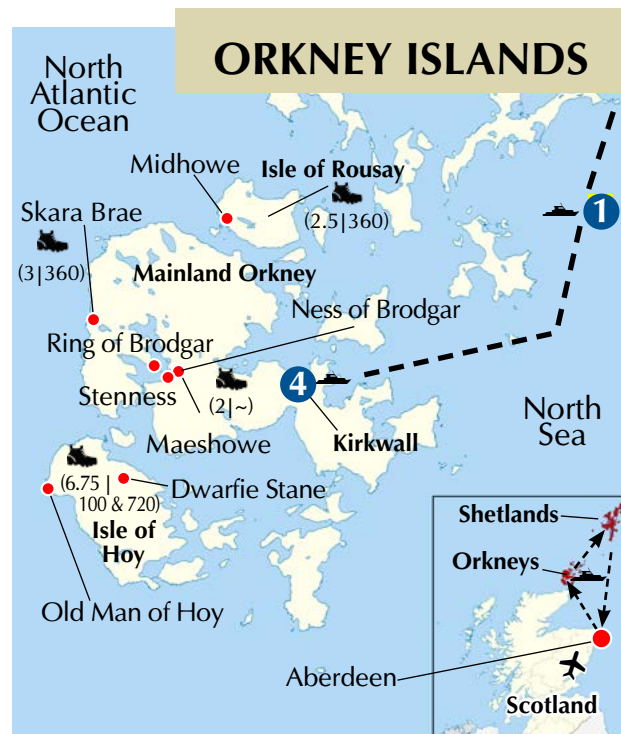 ORKNEY ISLANDS
North
Atlantic
Ocean
Midhowe
Isle of Rousay
(2.5|360)
1
Skara Brae
(3|360)
Mainland Orkney
Ness of Brodgar
Ring of Brodgar
Stenness
(2|~)
4
Maeshowe
Kirkwall
North
Sea
(6.75 |
100 & 720)
Dwarfie Stane
Isle of
Hoy
Old Man of Hoy
Shetlands
Orkneys
Aberdeen
Scotland